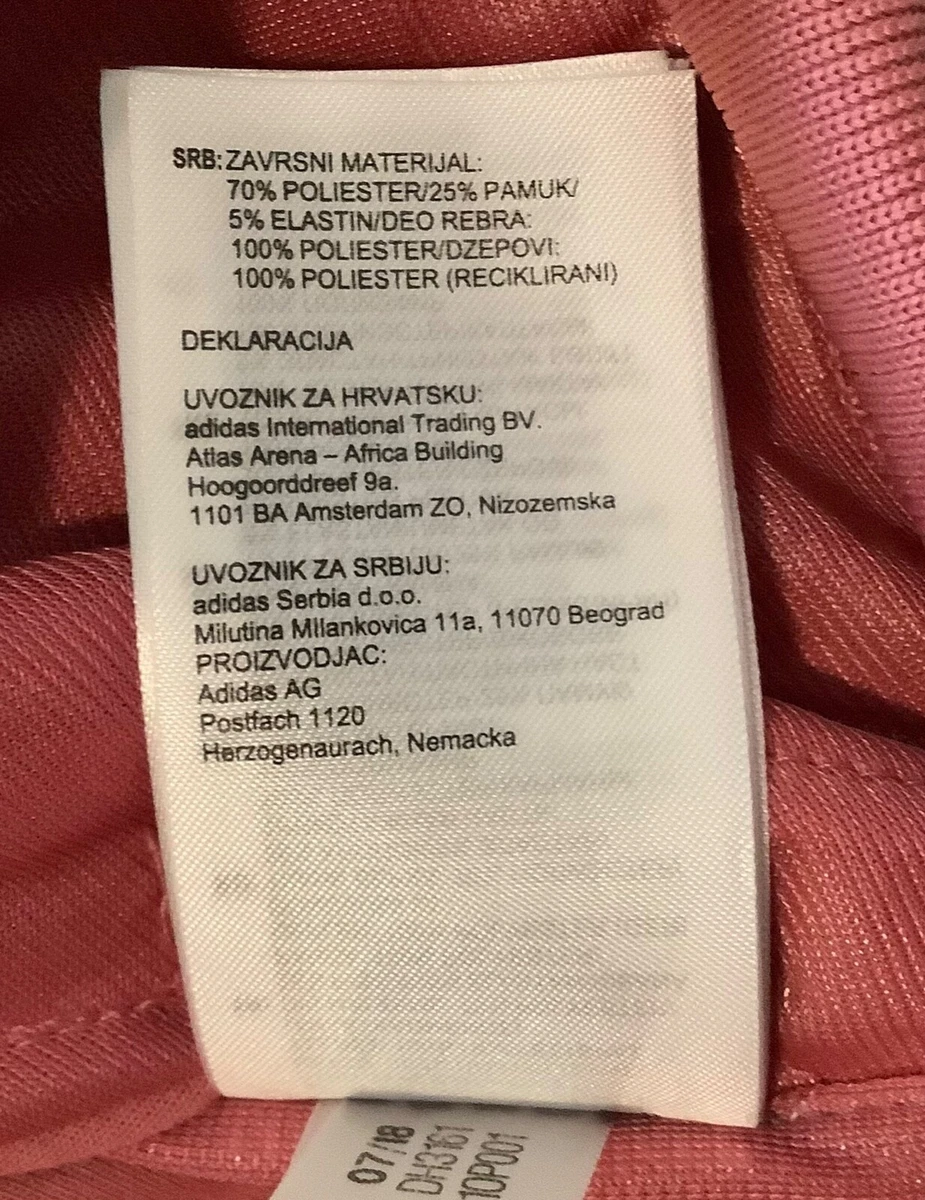 SRB: ZAVRSNI MATERIJAL:
70% POLIESTER/25% PAMUK/
5% ELASTIN/DEO REBRA:
100% POLIESTER/DZEPOVI:
100% POLIESTER (RECIKLIRANI)
DEKLARACIJA
UVOZNIK ZA HRVATSKU:
adidas International Trading BV.
Atlas Arena – Africa Building
Hoogoorddreef 9a.
1101 BA Amsterdam ZO, Nizozemska
UVOZNIK ZA SRBIJU:
adidas Serbia d.o.o.
Milutina MIlankovica 11a, 11070 Beograd
PROIZVODJAC:
Adidas AG
Postfach 1120
Herzogenaurach, Nemacka
07/18
DH3161
10P001